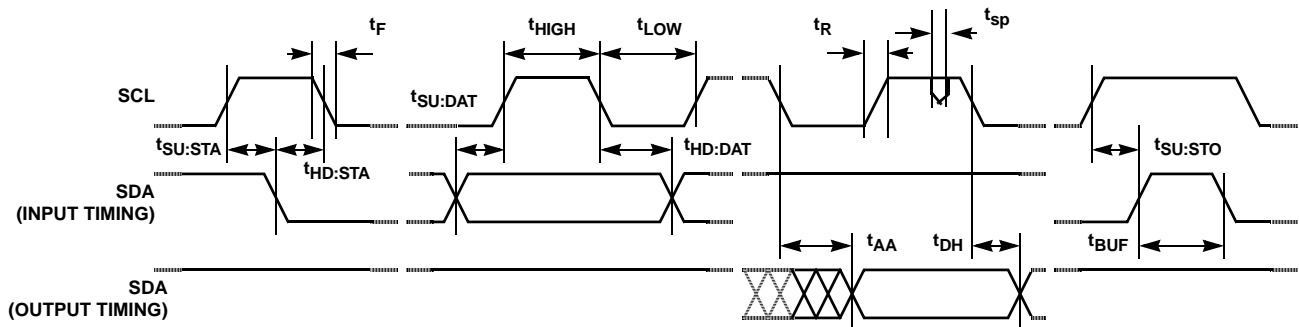 tF
tHIGH
tLOW
tR
tsp
SCL
tSU:DAT
tSU:STA
tHD:STA
tHD:DAT
tSU:STO
SDA
(INPUT TIMING)
tAA
tDH
tBUF
SDA
(OUTPUT TIMING)